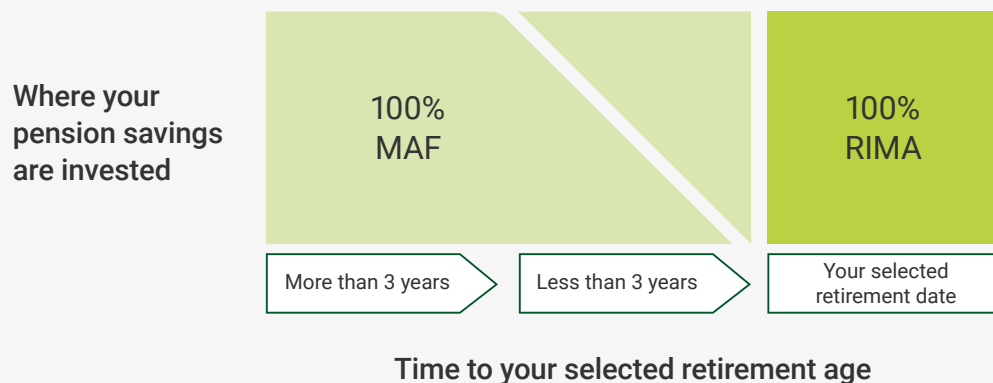 Where your
pension savings
are invested
100%
MAF
100%
RIMA
More than 3 years
Less than 3 years
Your selected
retirement date
Time to your selected retirement age